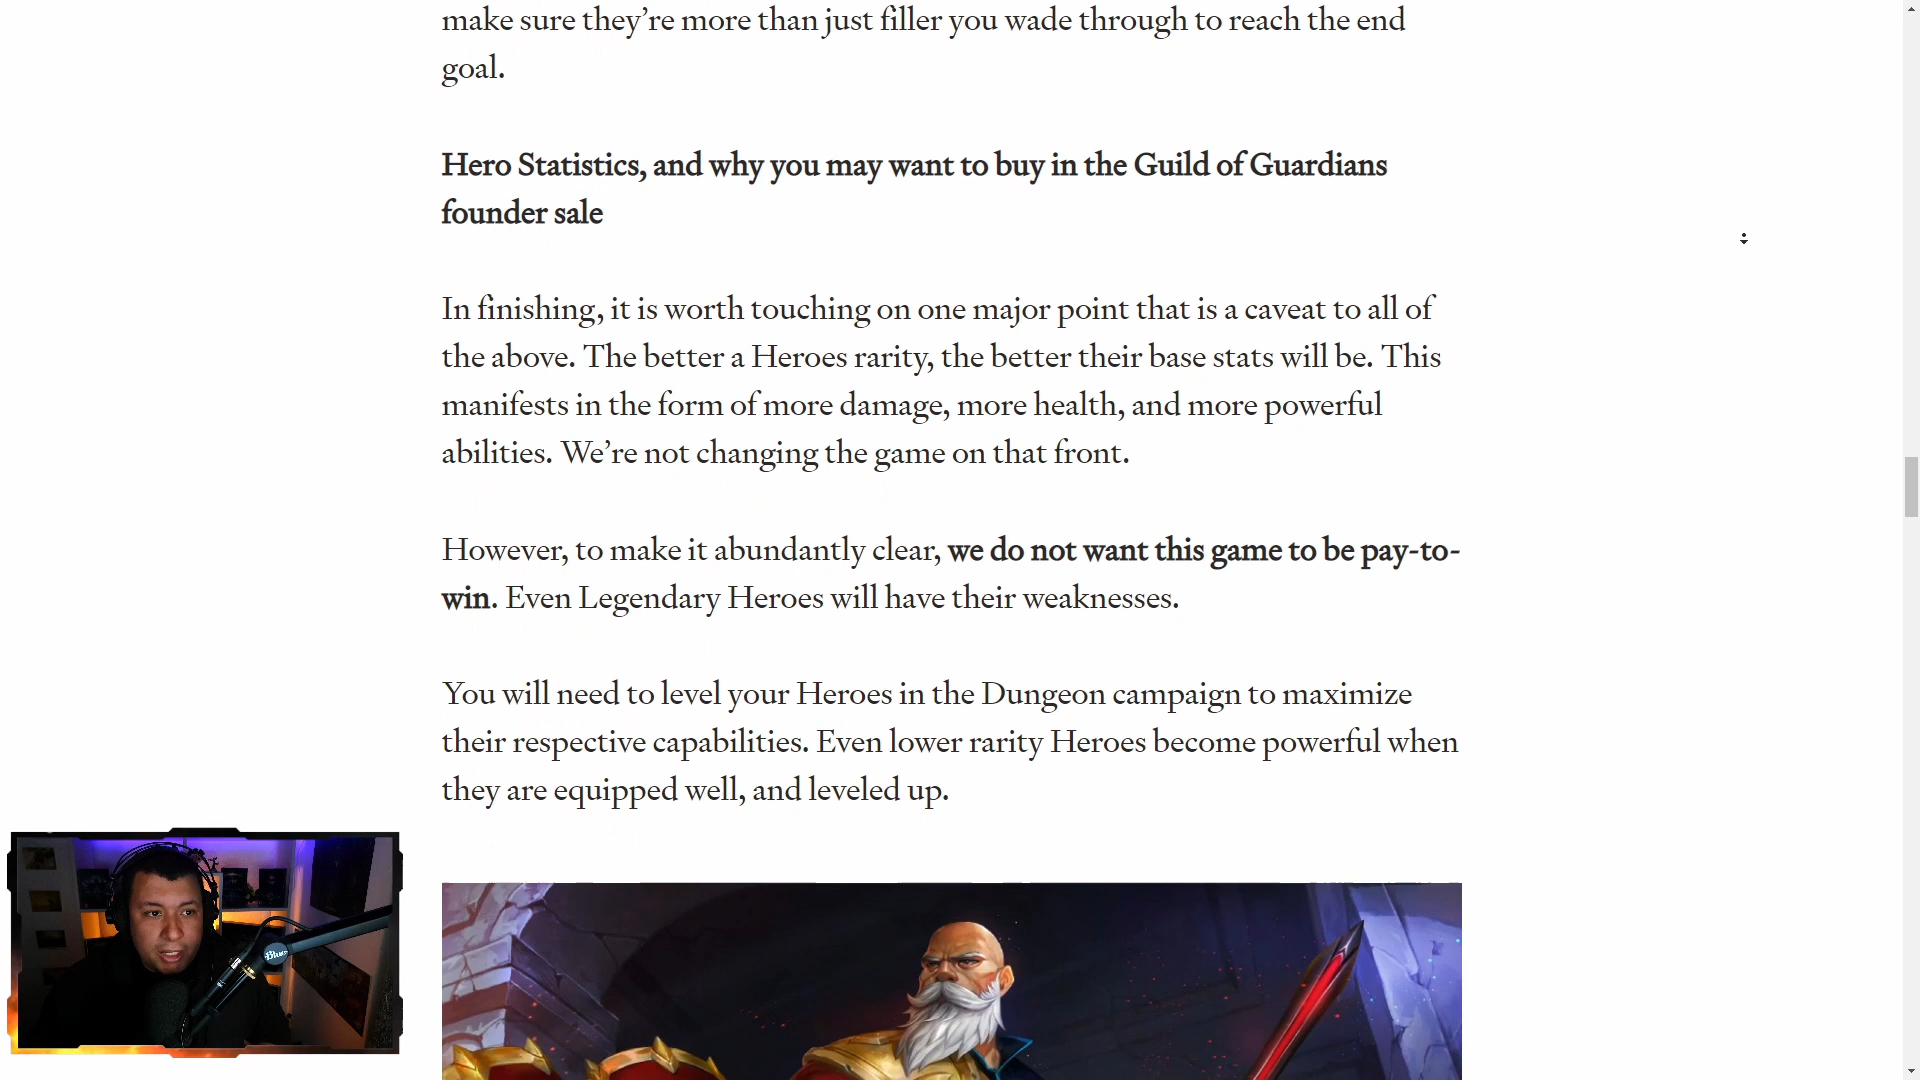 make sure they’re more than just filler you wade through to reach the end
goal.
Hero Statistics, and why you may want to buy in the Guild of Guardians
founder sale
In finishing, it is worth touching on one major point that is a caveat to all of
the above. The better a Heroes rarity, the better their base stats will be. This
manifests in the form of more damage, more health, and more powerful
abilities. We’re not changing the game on that front.
However, to make it abundantly clear, we do not want this game to be pay-to-
win. Even Legendary Heroes will have their weaknesses.
You will need to level your Heroes in the Dungeon campaign to maximize
their respective capabilities. Even lower rarity Heroes become powerful when
they are equipped well, and leveled up.
Blue